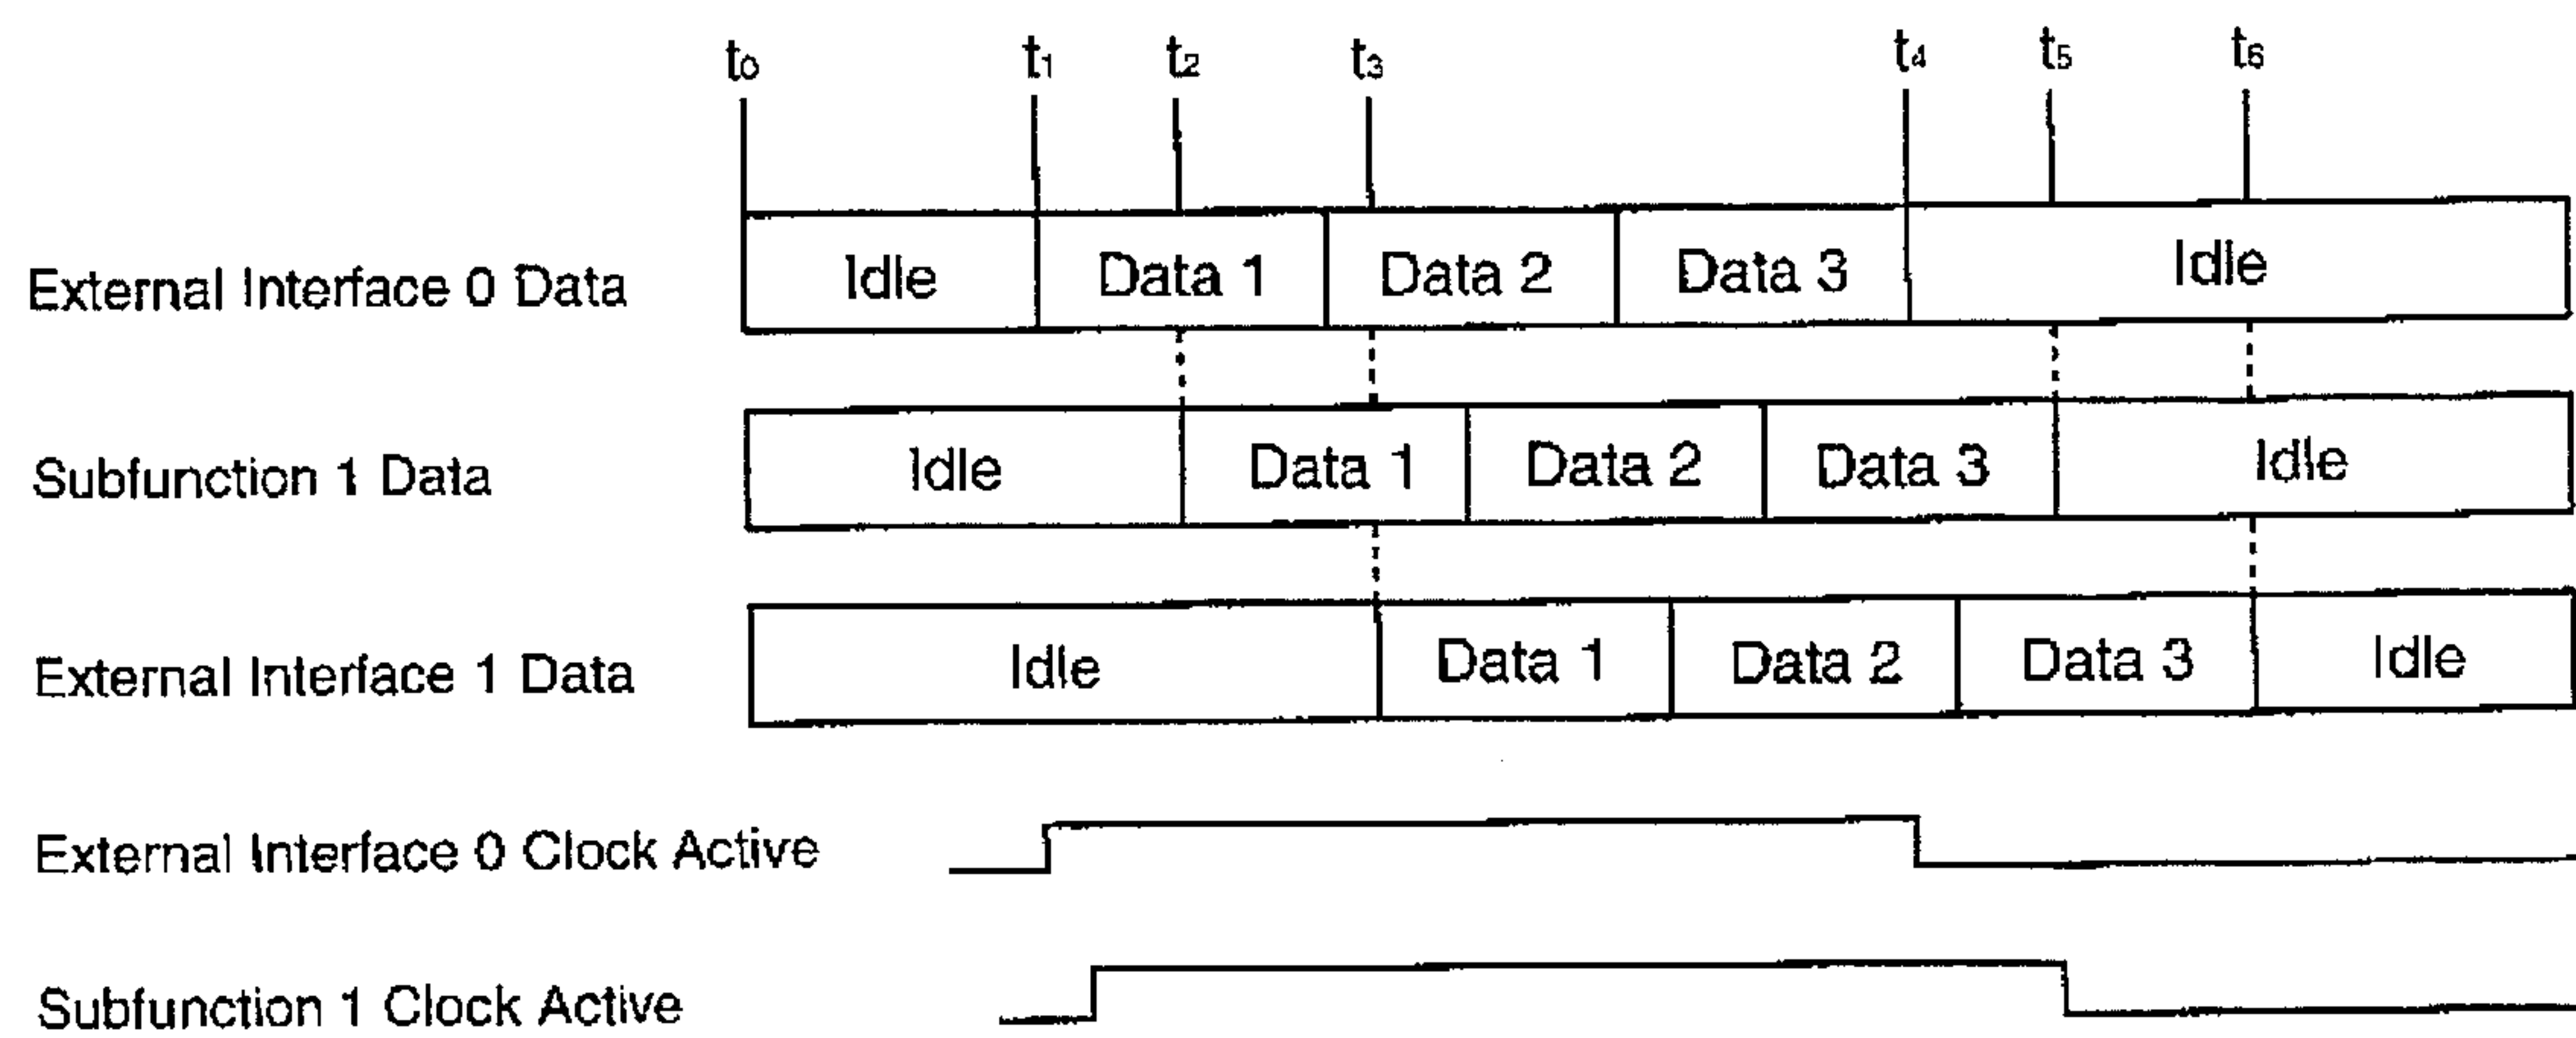 t0 t1 t2 t3 t4 t5 t6
External Interface 0 Data Idle Data 1 Data 2 Data 3 Idle
Subfunction 1 Data Idle Data 1 Data 2 Data 3 Idle
External Interface 1 Data Idle Data 1 Data 2 Data 3 Idle
External Interface 0 Clock Active
Subfunction 1 Clock Active